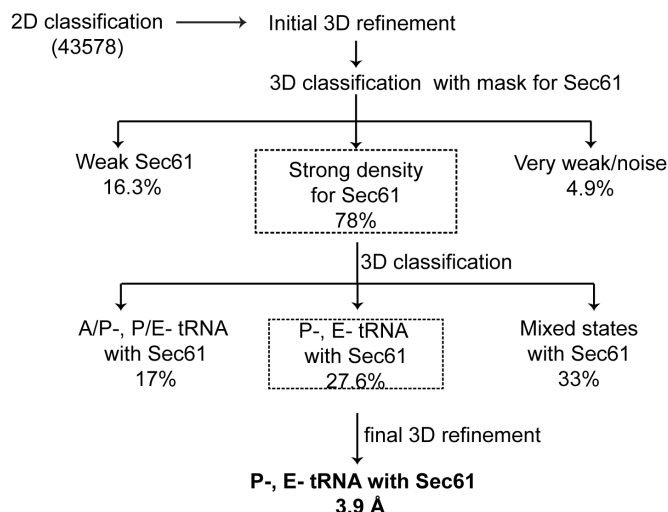 2D classification
(43578)
Initial 3D refinement
3D classification with mask for Sec61
Weak Sec61
16.3%
Strong density
for Sec61
78%
Very weak/noise
4.9%
3D classification
A/P-, P/E- tRNA
with Sec61
17%
P-, E- tRNA
with Sec61
27.6%
Mixed states
with Sec61
33%
final 3D refinement
P-, E- tRNA with Sec61
3.9 Å